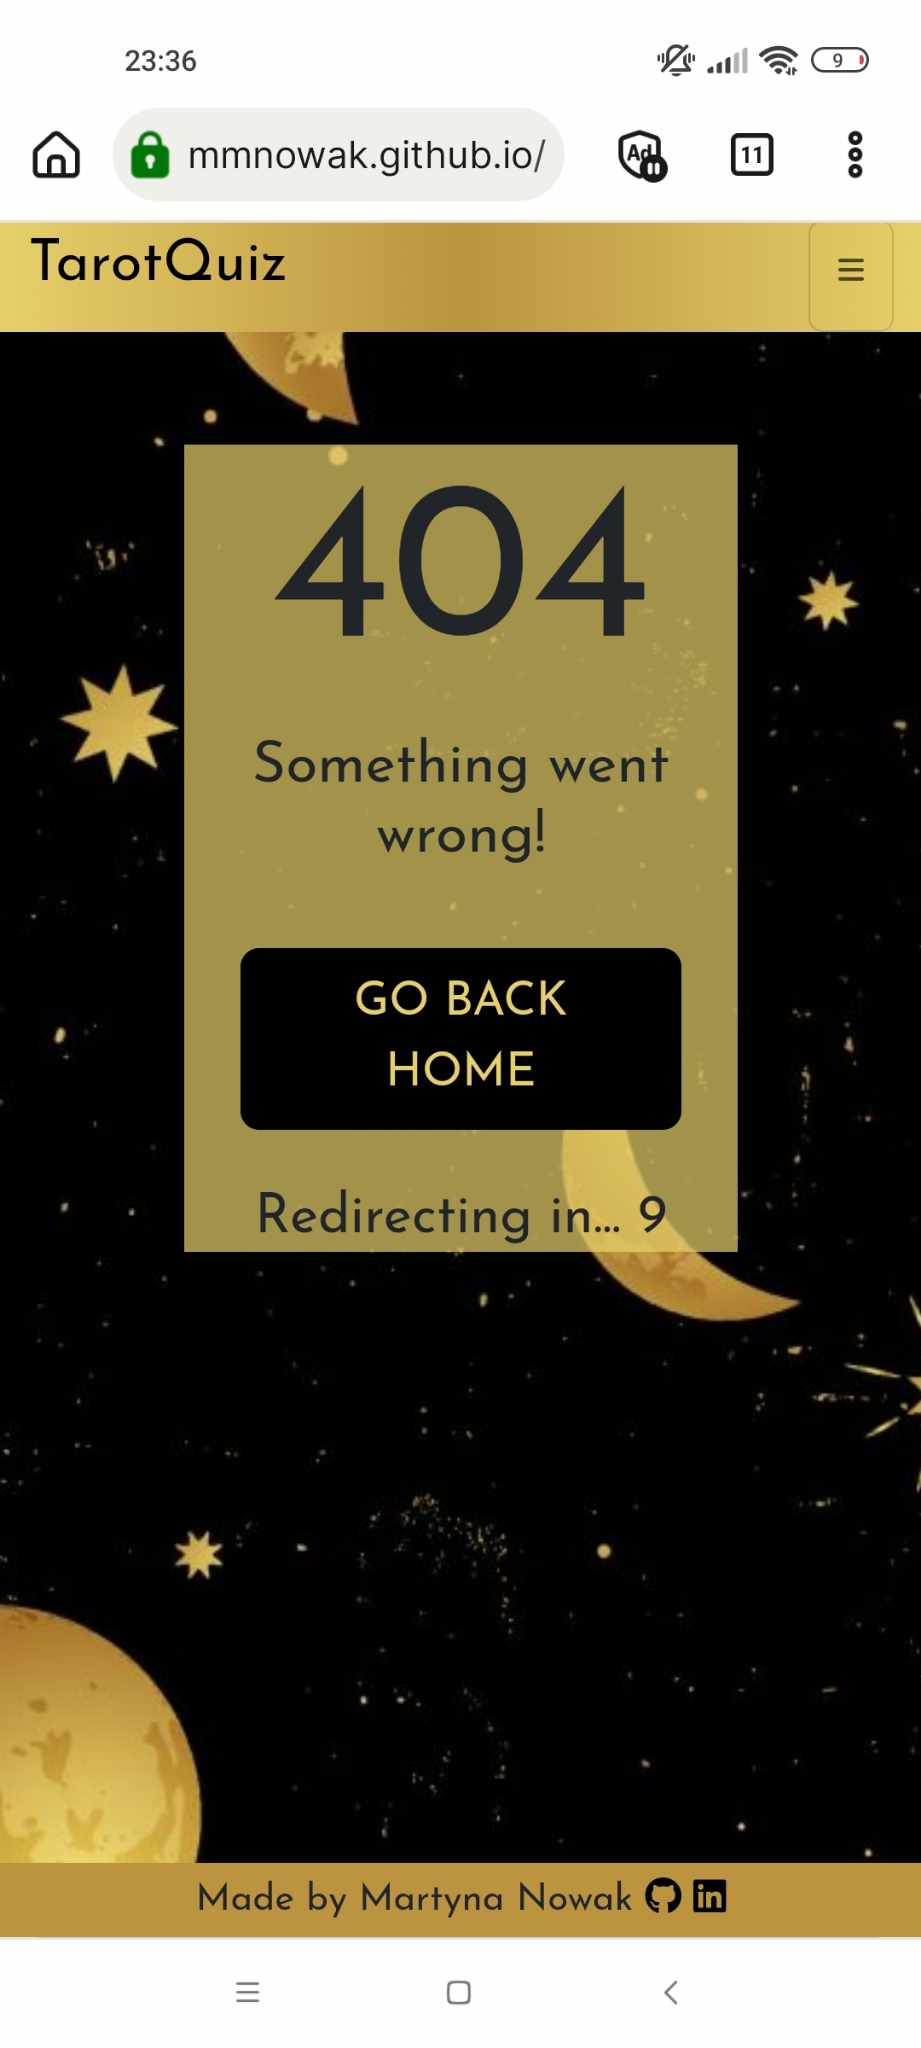 23:36
9
mmnowak.github.io/
Ad
11
TarotQuiz
404
Something went
wrong!
GO BACK
HOME
Redirecting in... 9
Made by Martyna Nowak
in